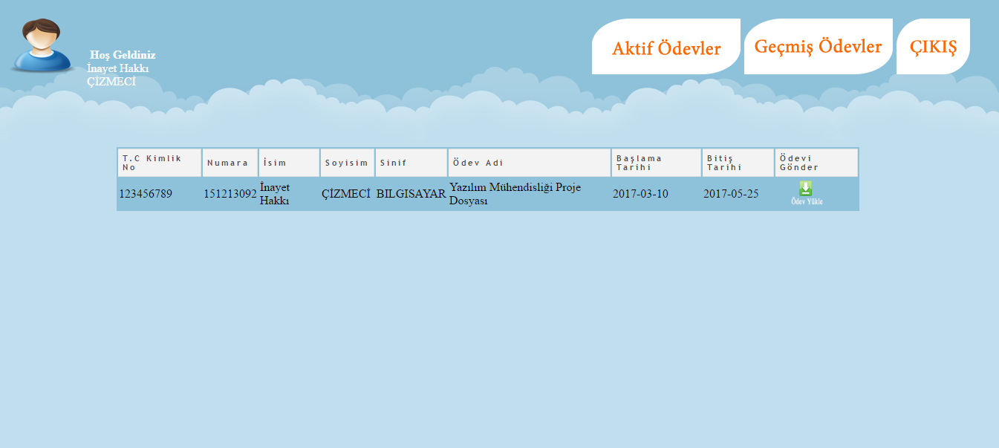 Hoş Geldiniz
İnayet Hakkı
ÇİZMECİ
Aktif Ödevler
Geçmiş Ödevler
ÇIKIŞ
T.C Kimlik
No
Numara
İsim
Soyisim
Sinif
Ödev Adi
Başlama
Tarihi
Bitiş
Tarihi
Ödevi
Gönder
123456789
151213092
İnayet
Hakkı
ÇİZMECİ
BILGISAYAR
Yazılım Mühendisliği Proje
Dosyası
2017-03-10
2017-05-25
Ödev Yükle